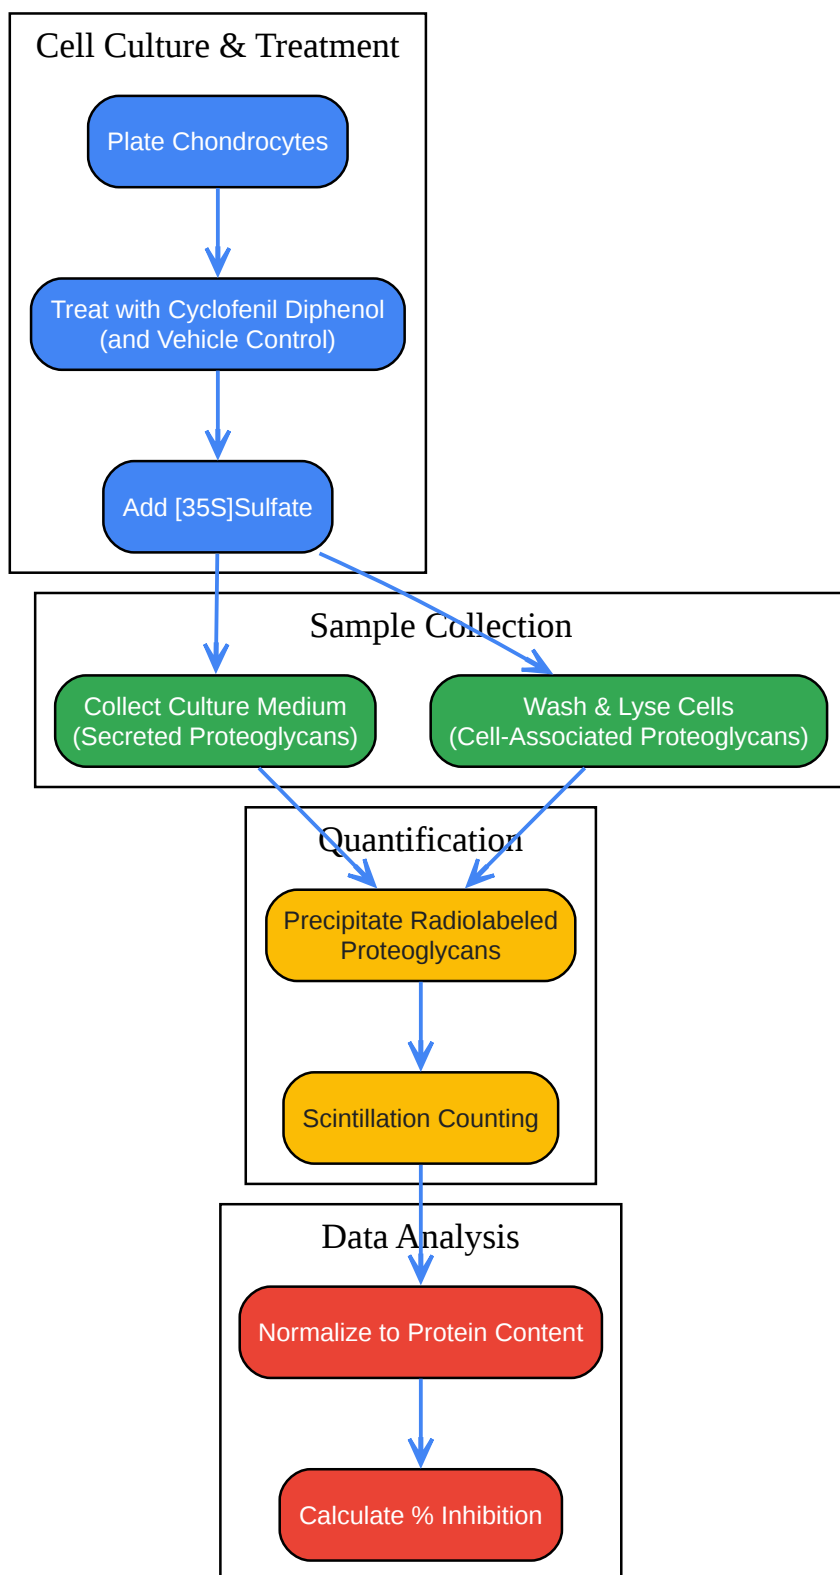 Cell Culture & Treatment
Plate Chondrocytes
Treat with Cyclofenil Diphenol
(and Vehicle Control)
Add [35S]Sulfate
Sample Collection
Collect Culture Medium
(Secreted Proteoglycans)
Wash & Lyse Cells
(Cell-Associated Proteoglycans)
Quantification
Precipitate Radiolabeled
Proteoglycans
Scintillation Counting
Data Analysis
Normalize to Protein Content
Calculate % Inhibition